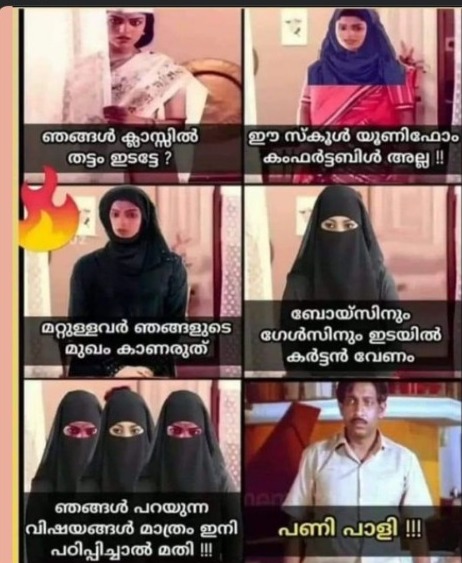 ഞങ്ങൾ ക്ലാസ്സിൽ
തട്ടം ഇടട്ടേ ?
ഈ സ്കൂൾ യൂണിഫോം
കംഫർട്ടബിൾ അല്ല !!
മറ്റുള്ളവർ ഞങ്ങളുടെ
മുഖം കാണരുത്
ബോയ്സിനും
ഗേൾസിനും ഇടയിൽ
കർട്ടൻ വേണം
ഞങ്ങൾ പറയുന്ന
വിഷയങ്ങൾ മാത്രം ഇനി
പഠിപ്പിച്ചാൽ മതി !!!
പണി പാളി !!!